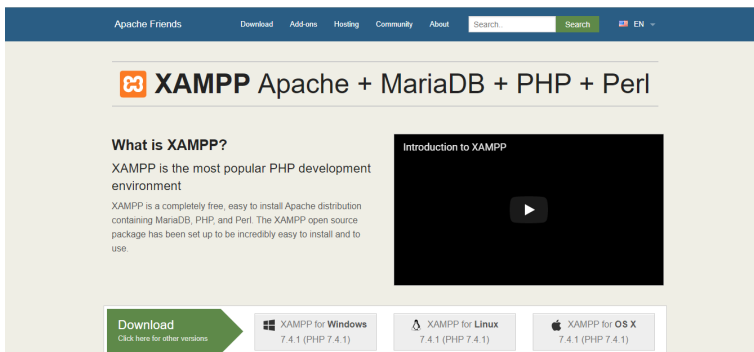 Apache Friends Download Add-ons Hosting Community About Search.. Search EN
XAMPP Apache + MariaDB + PHP + Perl
What is XAMPP?
XAMPP is the most popular PHP development
environment
XAMPP is a completely free, easy to install Apache distribution
containing MariaDB, PHP, and Perl. The XAMPP open source
package has been set up to be incredibly easy to install and to
use.
Introduction to XAMPP
Download
Click here for other versions
XAMPP for Windows
7.4.1 (PHP 7.4.1)
XAMPP for Linux
7.4.1 (PHP 7.4.1)
XAMPP for OS X
7.4.1 (PHP 7.4.1)